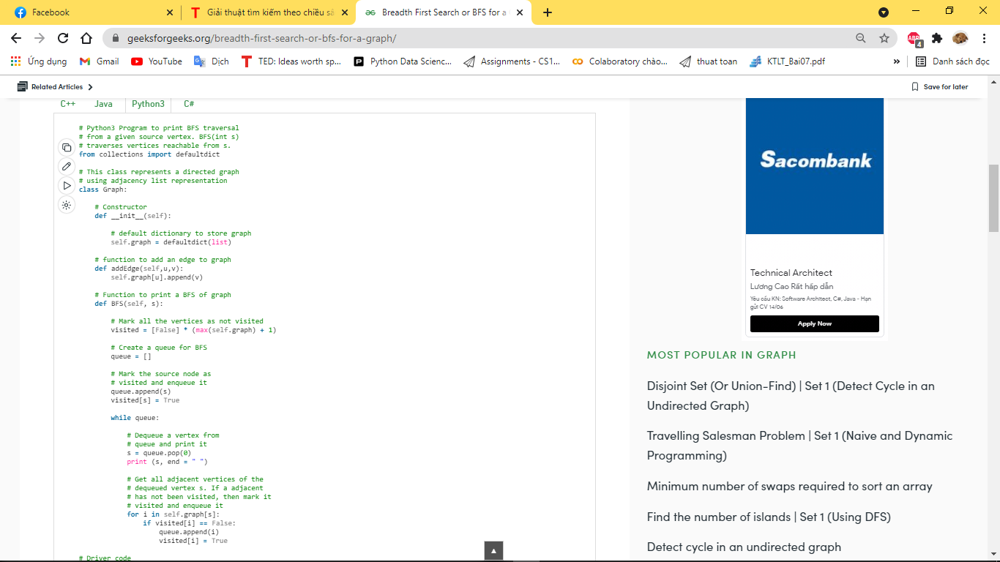 Facebook
Giải thuật tìm kiếm theo chiều sâ
Breadth First Search or BFS for a
geeksforgeeks.org/breadth-first-search-or-bfs-for-a-graph/
ABP
4
Ứng dụng
Gmail
YouTube
Dịch
TED: Ideas worth sp...
Python Data Scienc...
Assignments - CS1...
Colaboratory chào...
thuat toan
KTLT_Bai07.pdf
»
Danh sách đọc
Related Articles
Save for later
C++ Java Python3 C#
# Python3 Program to print BFS traversal
# from a given source vertex. BFS(int s)
# traverses vertices reachable from s.
from collections import defaultdict
# This class represents a directed graph
# using adjacency list representation
class Graph:
# Constructor
def __init__(self):
# default dictionary to store graph
self.graph = defaultdict(list)
# function to add an edge to graph
def addEdge(self,u,v):
self.graph[u].append(v)
# Function to print a BFS of graph
def BFS(self, s):
# Mark all the vertices as not visited
visited = [False] * (max(self.graph) + 1)
# Create a queue for BFS
queue = []
# Mark the source node as
# visited and enqueue it
queue.append(s)
visited[s] = True
while queue:
# Dequeue a vertex from
# queue and print it
s = queue.pop(0)
print (s, end = " ")
# Get all adjacent vertices of the
# dequeued vertex s. If a adjacent
# has not been visited, then mark it
# visited and enqueue it
for i in self.graph[s]:
if visited[i] == False:
queue.append(i)
visited[i] = True
# Driver code
Sacombank
Technical Architect
Lương Cao Rất hấp dẫn
Yêu cầu KN: Software Architect, C#, Java - Hạn
gửi CV 14/06
Apply Now
MOST POPULAR IN GRAPH
Disjoint Set (Or Union-Find) | Set 1 (Detect Cycle in an
Undirected Graph)
Travelling Salesman Problem | Set 1 (Naive and Dynamic
Programming)
Minimum number of swaps required to sort an array
Find the number of islands | Set 1 (Using DFS)
Detect cycle in an undirected graph